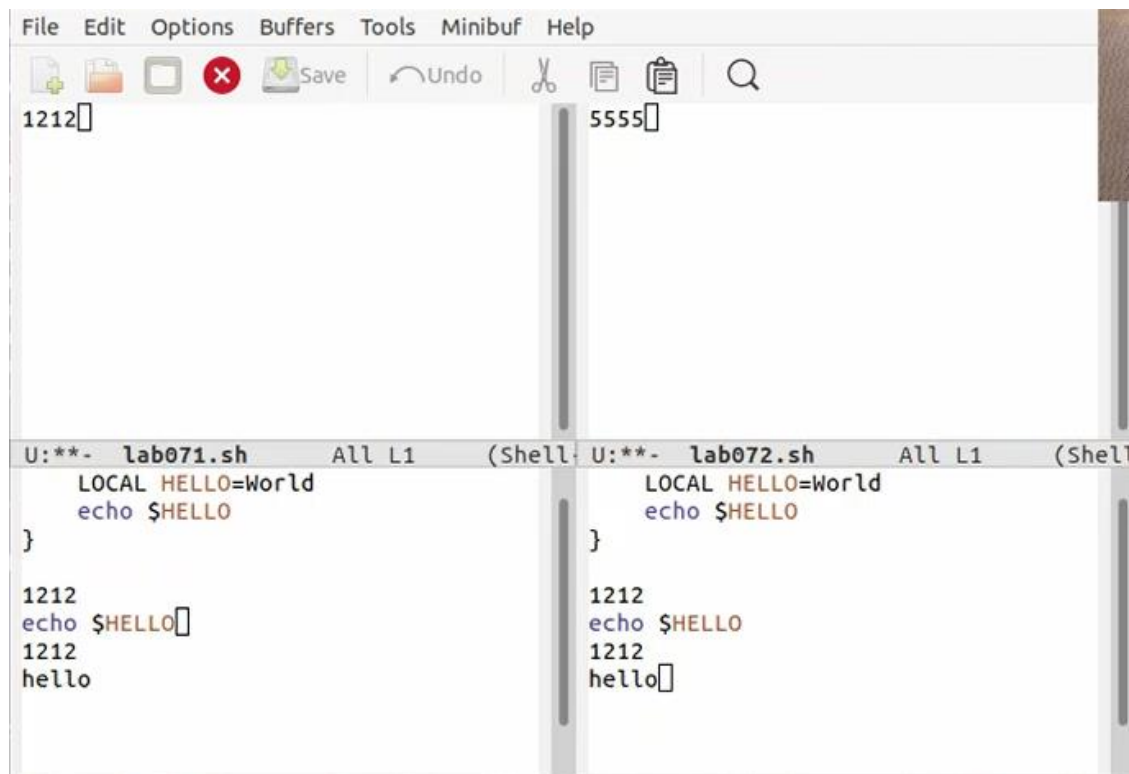 File Edit Options Buffers Tools Minibuf Help
Save Undo
1212
5555
U:**- lab071.sh All L1 (Shell-
U:**- lab072.sh All L1 (Shell
LOCAL HELLO=World
echo $HELLO
}
1212
echo $HELLO
1212
hello
LOCAL HELLO=World
echo $HELLO
}
1212
echo $HELLO
1212
hello